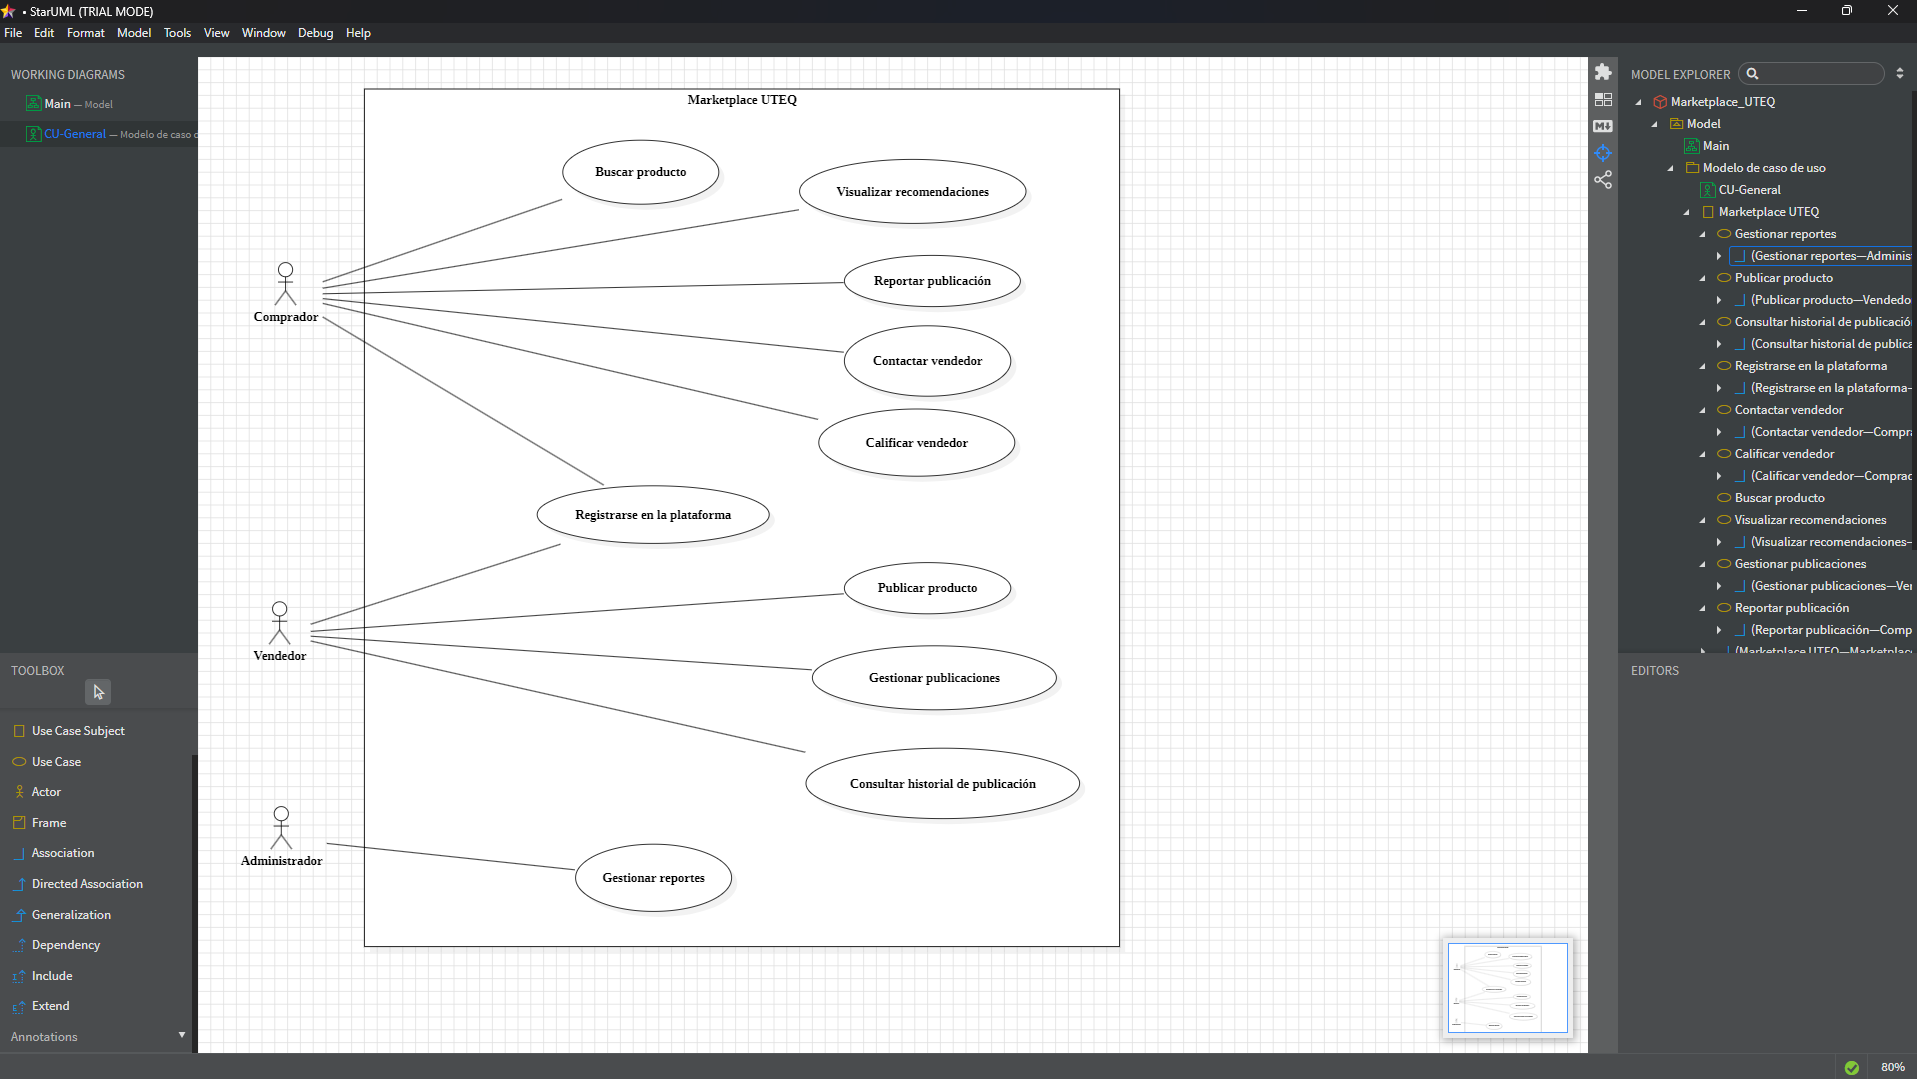 • StarUML (TRIAL MODE)
File Edit Format Model Tools View Window Debug Help
WORKING DIAGRAMS
Main — Model
CU-General — Modelo de caso c
TOOLBOX
Use Case Subject
Use Case
Actor
Frame
Association
Directed Association
Generalization
Dependency
Include
Extend
Annotations
Marketplace UTEQ
Buscar producto
Visualizar recomendaciones
Reportar publicación
Comprador
Contactar vendedor
Calificar vendedor
Registrarse en la plataforma
Publicar producto
Vendedor
Gestionar publicaciones
Consultar historial de publicación
Administrador
Gestionar reportes
M↓
MODEL EXPLORER
Marketplace_UTEQ
Model
Main
Modelo de caso de uso
CU-General
Marketplace UTEQ
Gestionar reportes
(Gestionar reportes—Adminis
Publicar producto
(Publicar producto—Vendedo
Consultar historial de publicació
(Consultar historial de publica
Registrarse en la plataforma
(Registrarse en la plataforma-
Contactar vendedor
(Contactar vendedor—Compra
Calificar vendedor
(Calificar vendedor—Comprac
Buscar producto
Visualizar recomendaciones
(Visualizar recomendaciones-
Gestionar publicaciones
(Gestionar publicaciones—Ver
Reportar publicación
(Reportar publicación—Comp
(Marketplace UTEQ—Marketplac
EDITORS
80%